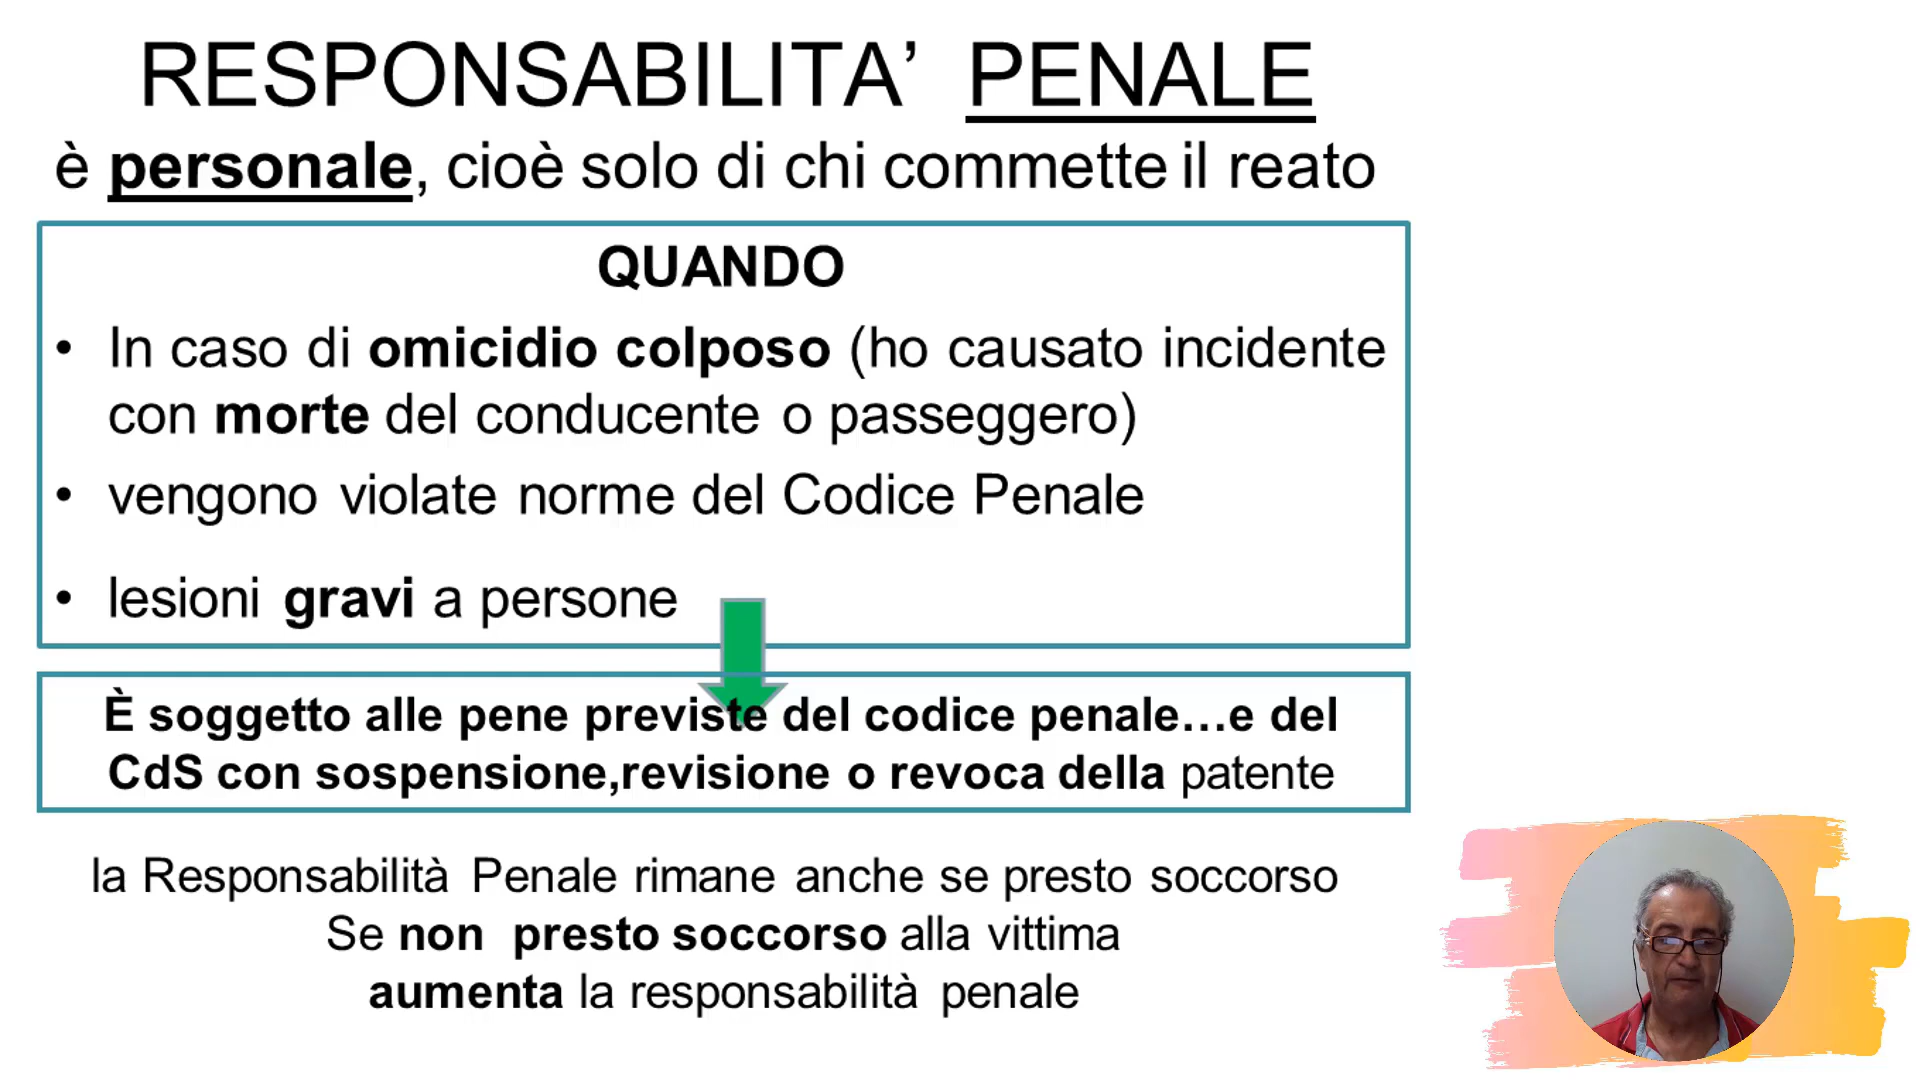 RESPONSABILITA’ PENALE
è personale, cioè solo di chi commette il reato
QUANDO
• In caso di omicidio colposo (ho causato incidente
con morte del conducente o passeggero)
• vengono violate norme del Codice Penale
• lesioni gravi a persone
È soggetto alle pene previste del codice penale…e del
CdS con sospensione,revisione o revoca della patente
la Responsabilità Penale rimane anche se presto soccorso
Se non presto soccorso alla vittima
aumenta la responsabilità penale